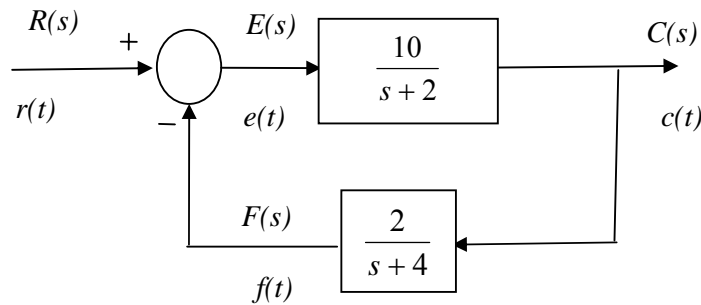 R(s)
+
E(s)
10
s + 2
C(s)
r(t)
−
e(t)
c(t)
F(s)
2
s + 4
f(t)